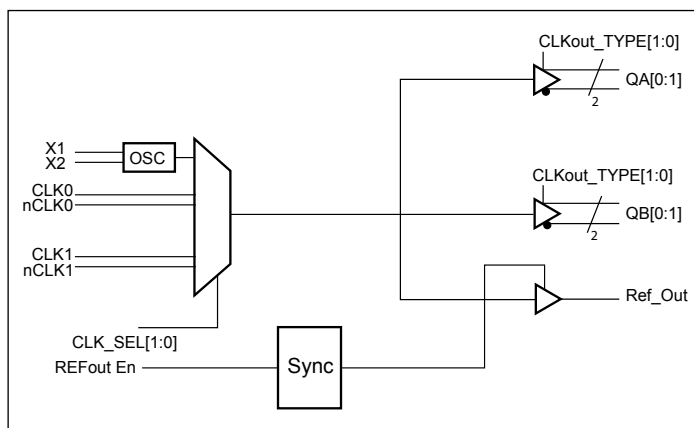 CLKout_TYPE[1:0]
QA[0:1]
2
X1
X2
OSC
CLKout_TYPE[1:0]
CLK0
nCLK0
QB[0:1]
2
CLK1
nCLK1
Ref_Out
CLK_SEL[1:0]
REFout En
Sync